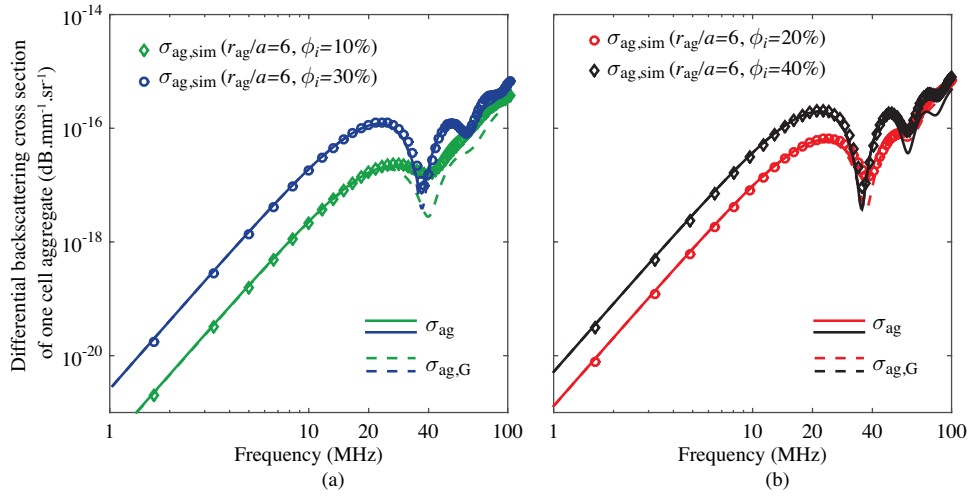 Differential backscattering cross section
of one cell aggregate (dB.mm⁻¹.sr⁻¹)
10⁻¹⁴
10⁻¹⁶
10⁻¹⁸
10⁻²⁰
σag,sim (rag/a=6, ϕi=10%)
σag,sim (rag/a=6, ϕi=30%)
σag
σag,G
1 10 20 40 100
Frequency (MHz)
(a)
σag,sim (rag/a=6, ϕi=20%)
σag,sim (rag/a=6, ϕi=40%)
σag
σag,G
1 10 20 40 100
Frequency (MHz)
(b)